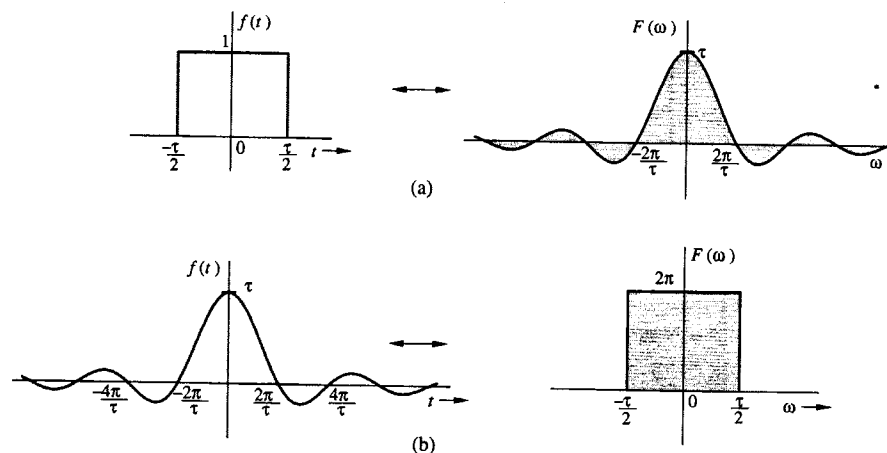 f(t)
1
-τ/2 0 τ/2 t →
F(ω)
τ
-2π/τ 2π/τ ω
(a)
f(t)
τ
-4π/τ -2π/τ 2π/τ 4π/τ t →
F(ω)
2π
-τ/2 0 τ/2 ω →
(b)